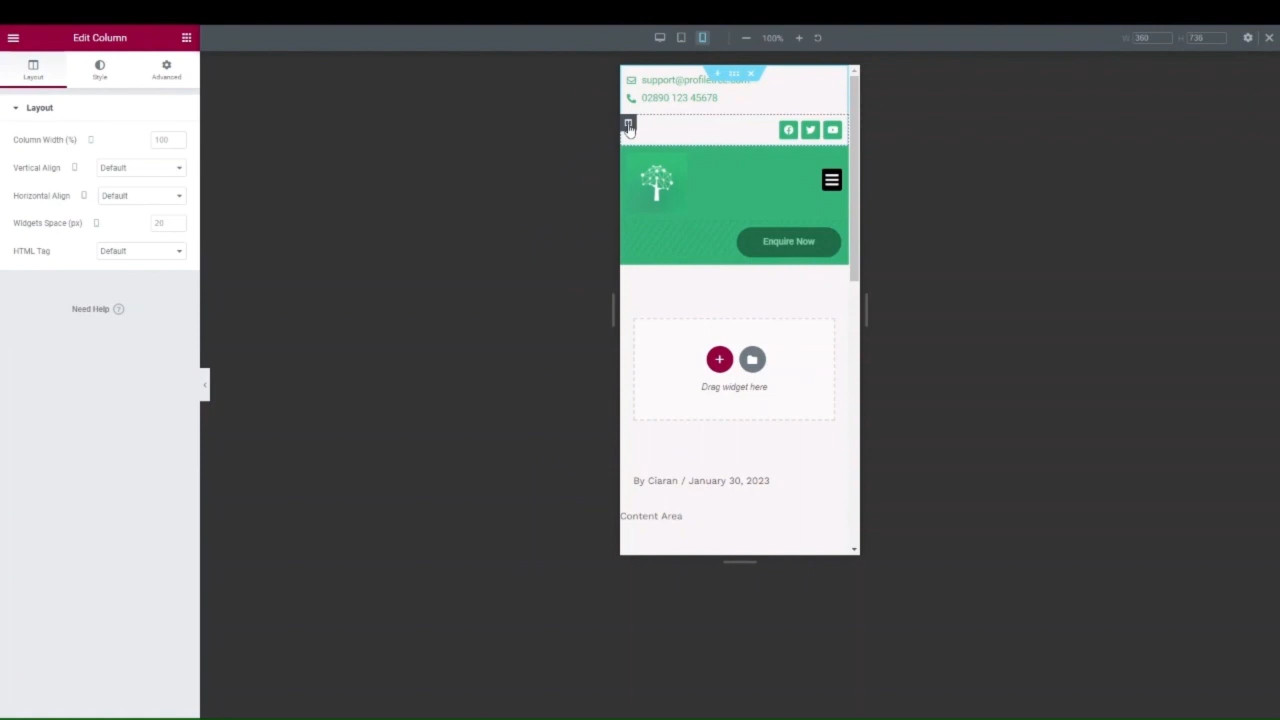 Edit Column
100%
W 360 H 736
Layout
Style
Advanced
Layout
Column Width (%) 100
Vertical Align Default
Horizontal Align Default
Widgets Space (px) 20
HTML Tag Default
Need Help ?
02890 123 45678
Enquire Now
Drag widget here
By Ciaran / January 30, 2023
Content Area